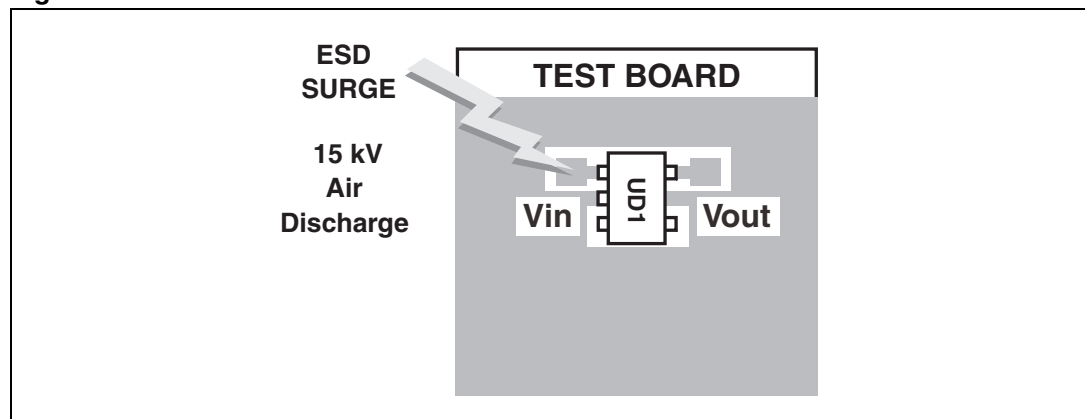 ESD
SURGE
TEST BOARD
15 kV
Air
Discharge
UD1
Vin
Vout